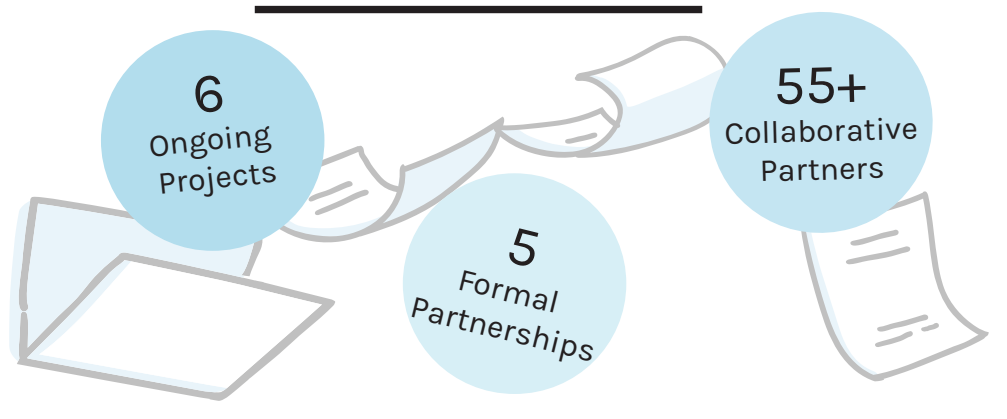 6
Ongoing
Projects
5
Formal
Partnerships
55+
Collaborative
Partners